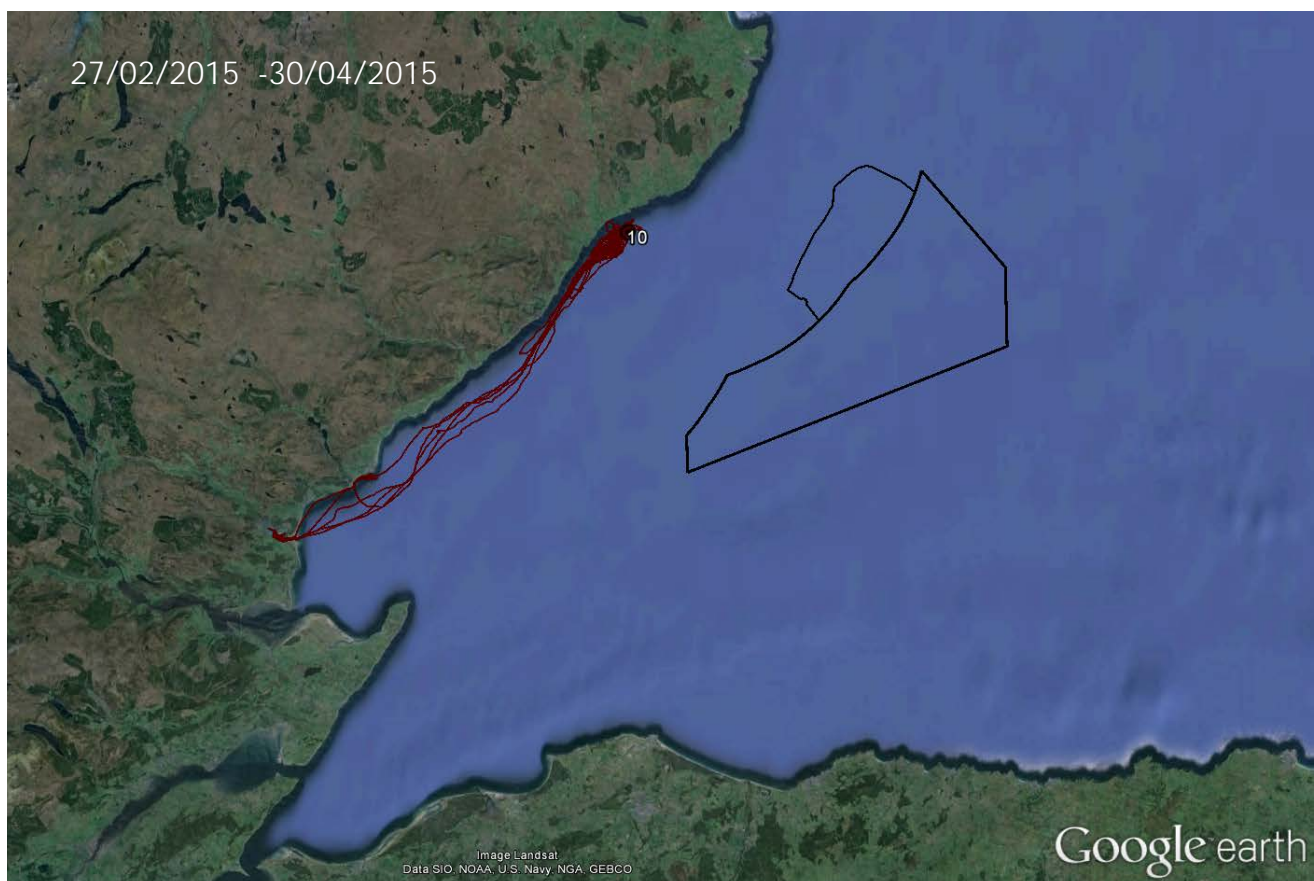 27/02/2015 -30/04/2015
10
Image Landsat
Data SIO, NOAA, U.S. Navy, NGA, GEBCO
Google earth